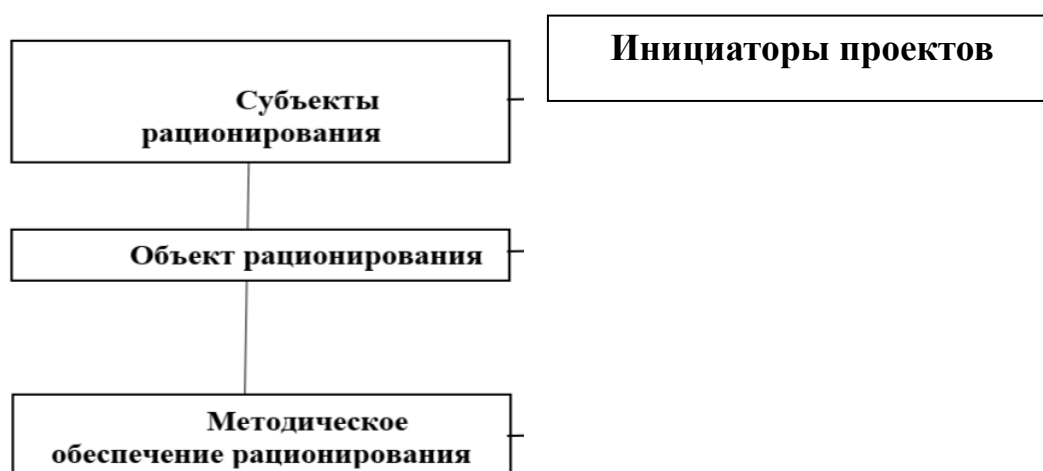 Инициаторы проектов
Субъекты
рационирования
Объект рационирования
Методическое
обеспечение рационирования